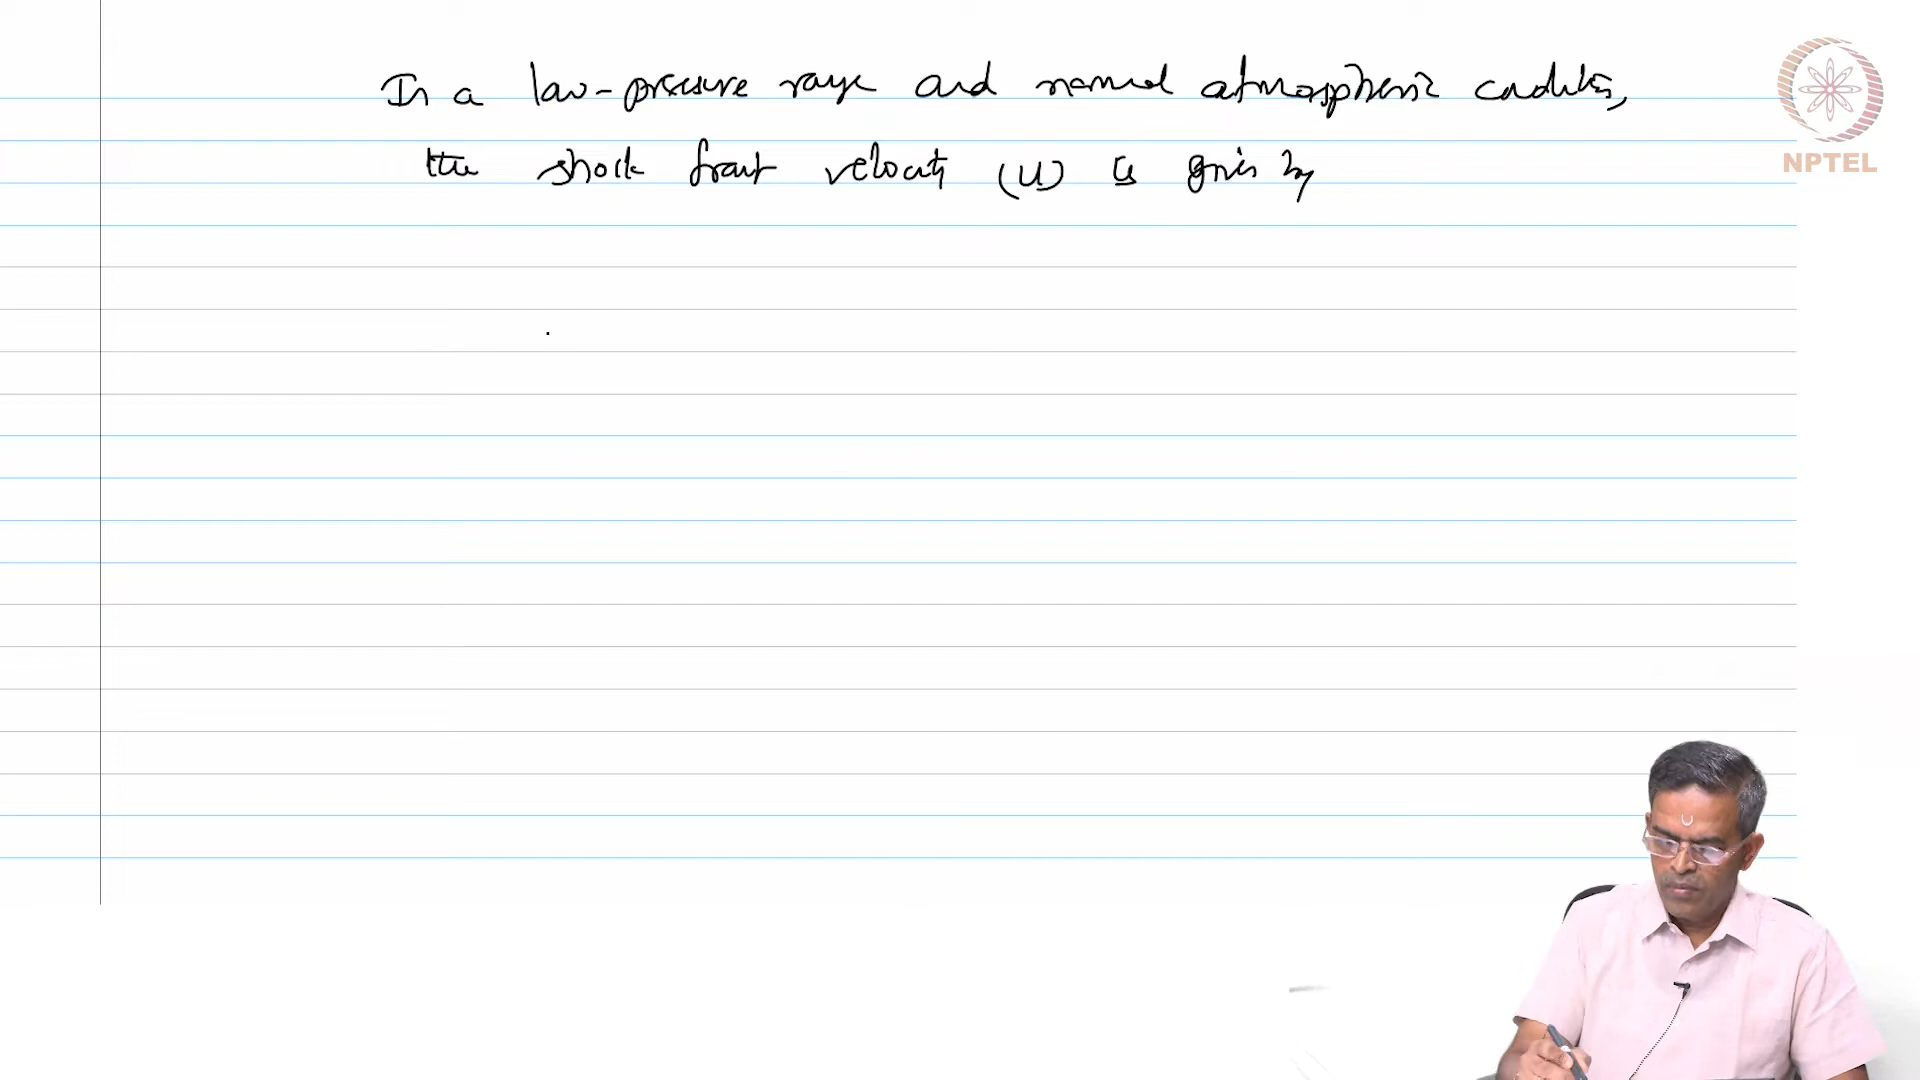 In a low-pressure range and normal atmospheric conditions,
the shock front velocity (U) is given by
NPTEL